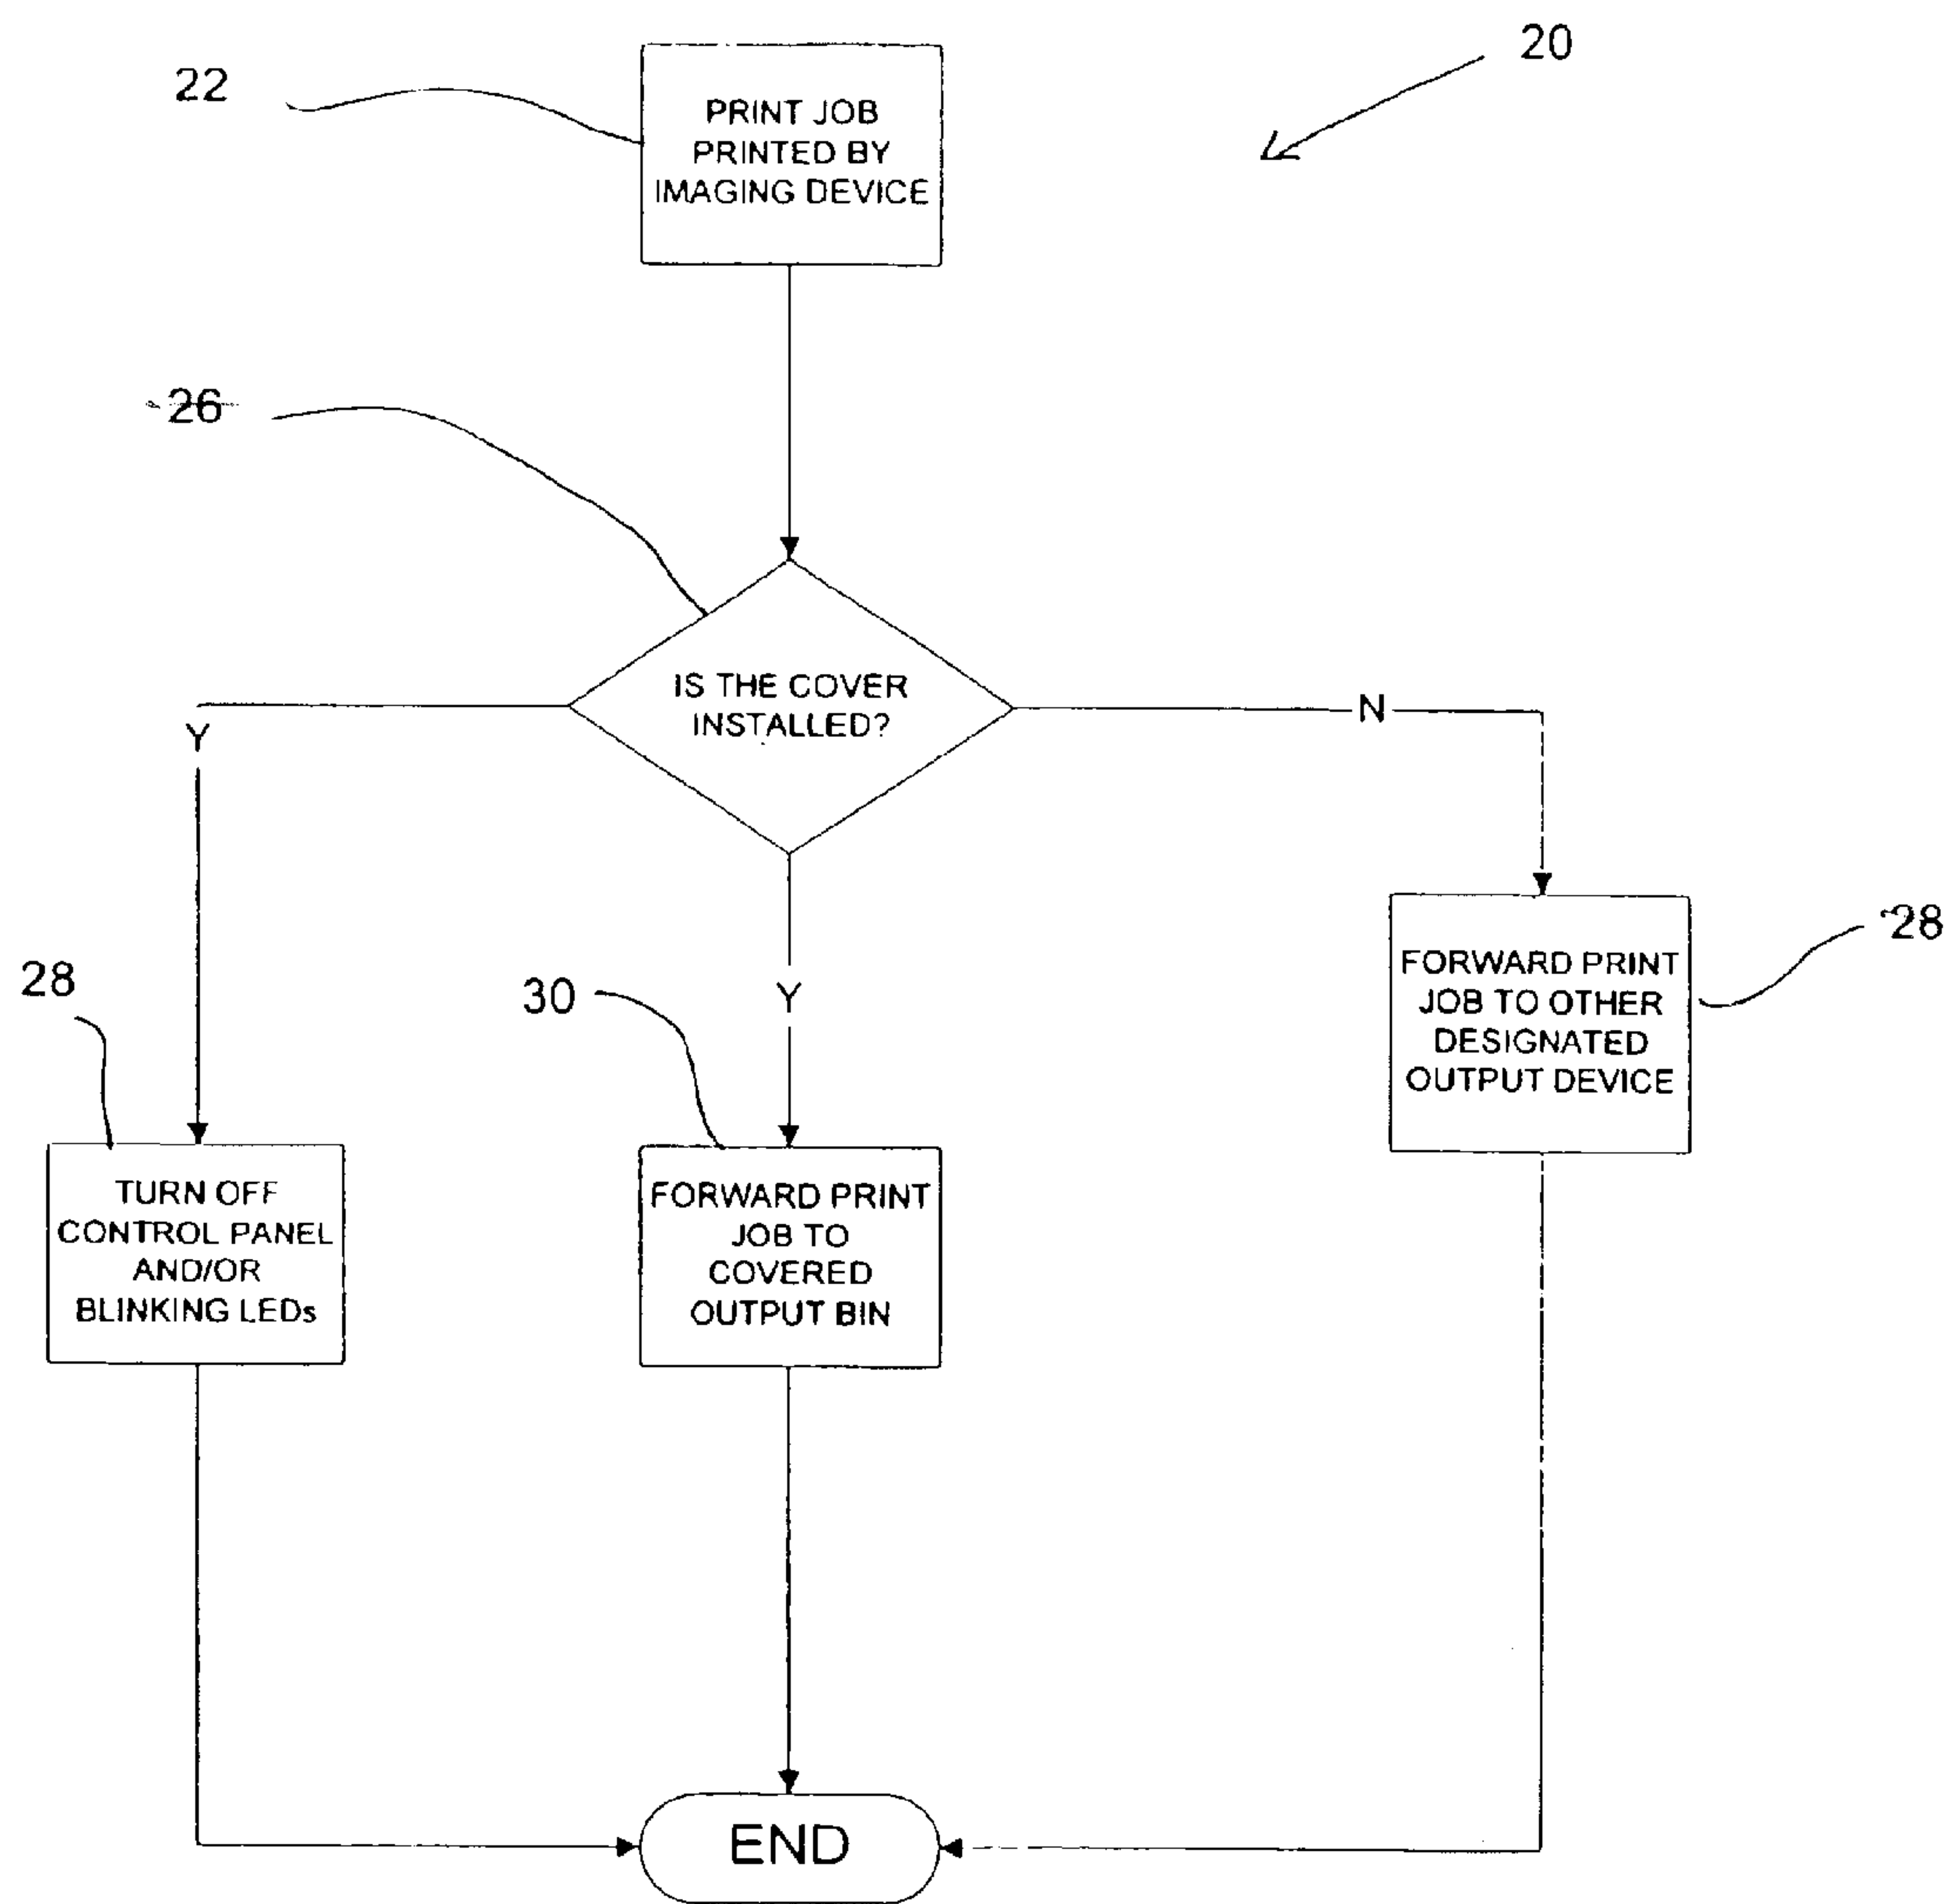 20
22
PRINT JOB
PRINTED BY
IMAGING DEVICE
26
IS THE COVER
INSTALLED?
Y
N
Y
28
FORWARD PRINT
JOB TO OTHER
DESIGNATED
OUTPUT DEVICE
28
TURN OFF
CONTROL PANEL
AND/OR
BLINKING LEDs
30
FORWARD PRINT
JOB TO
COVERED
OUTPUT BIN
END